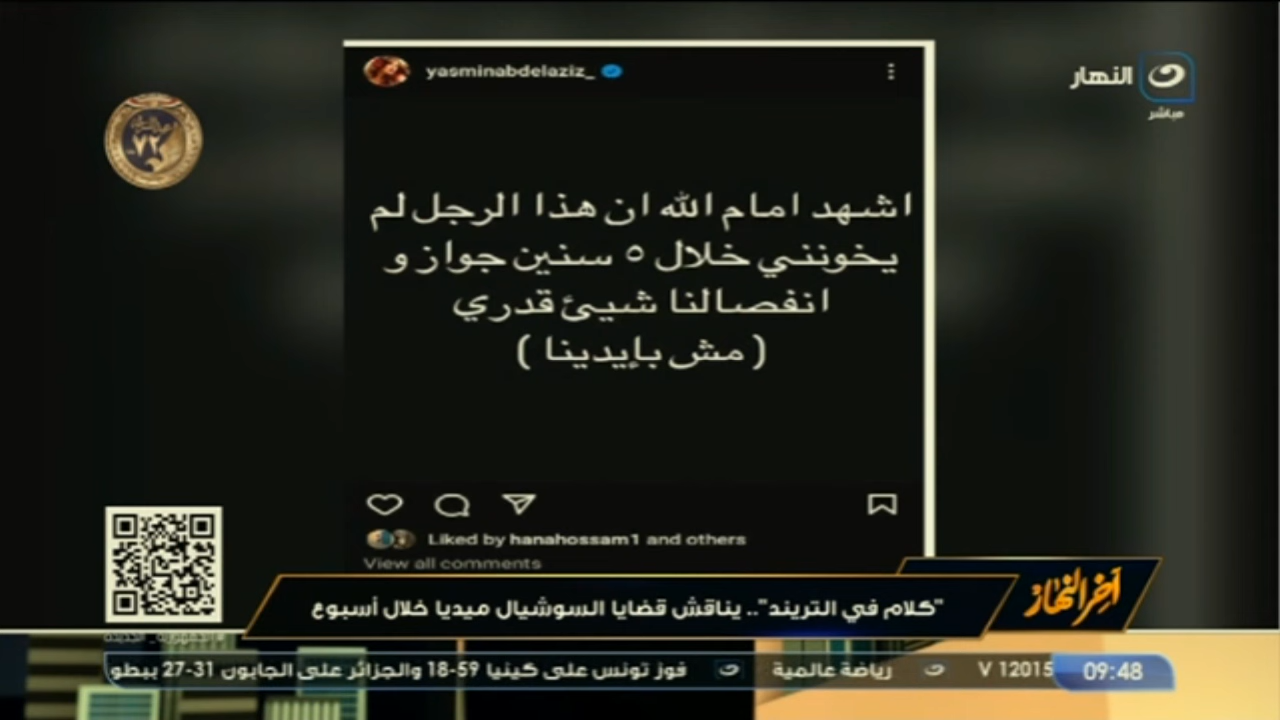 yasminabdelaziz_
النهار
مباشر
٧٢
اشهد امام الله ان هذا الرجل لم
يخونني خلال ٥ سنين جواز و
انفصالنا شيئ قدري
( مش بإيدينا )
Liked by hanahossam1 and others
View all comments
آخر النهار
"كلام في التريند".. يناقش قضايا السوشيال ميديا خلال أسبوع
09:48
V 12015
رياضة عالمية
فوز تونس على كينيا 59-18 والجزائر على الجابون 31-27 ببطو